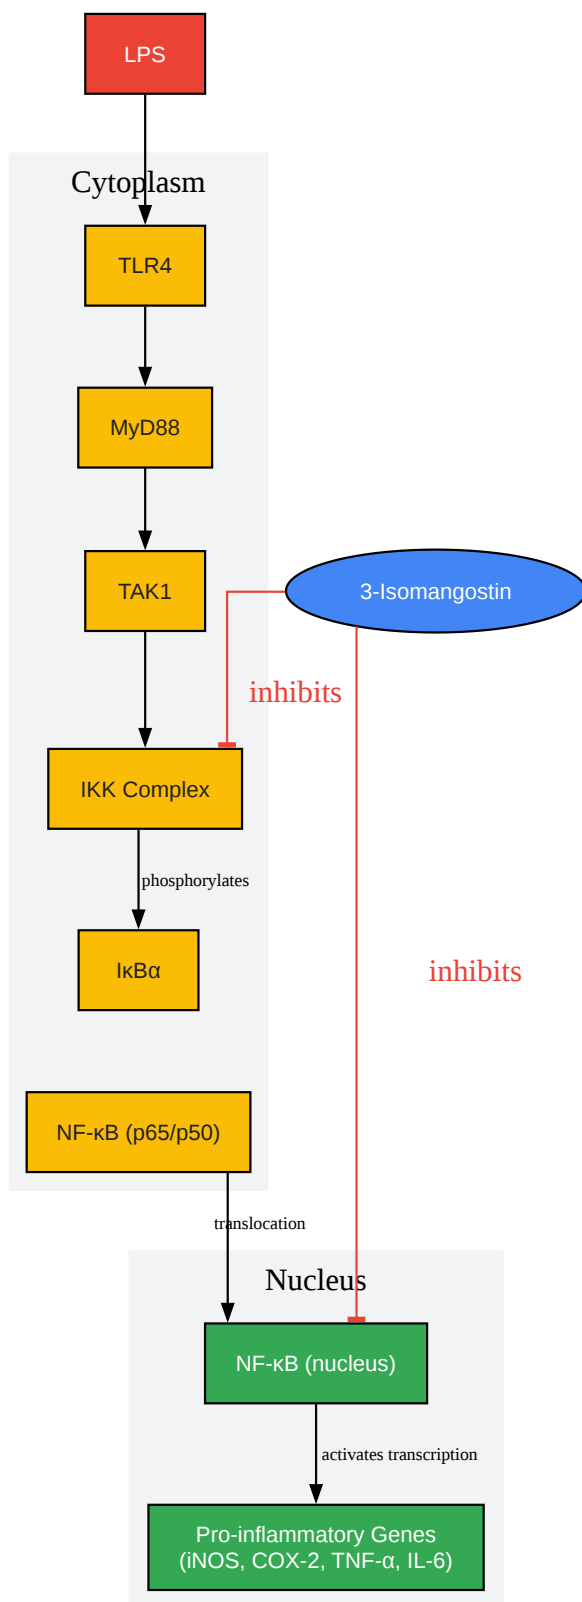 LPS
Cytoplasm
TLR4
MyD88
TAK1
3-Isomangostin
inhibits
IKK Complex
phosphorylates
IκBα
inhibits
NF-κB (p65/p50)
translocation
Nucleus
NF-κB (nucleus)
activates transcription
Pro-inflammatory Genes
(iNOS, COX-2, TNF-α, IL-6)